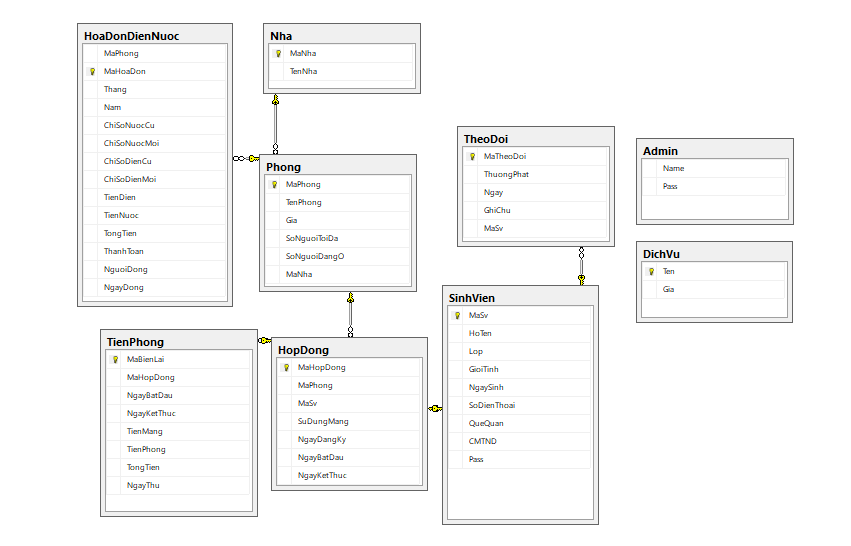 HoaDonDienNuoc
MaPhong
MaHoaDon
Thang
Nam
ChiSoNuocCu
ChiSoNuocMoi
ChiSoDienCu
ChiSoDienMoi
TienDien
TienNuoc
TongTien
ThanhToan
NguoiDong
NgayDong
Nha
MaNha
TenNha
Phong
MaPhong
TenPhong
Gia
SoNguoiToiDa
SoNguoiDangO
MaNha
TheoDoi
MaTheoDoi
ThuongPhat
Ngay
GhiChu
MaSv
Admin
Name
Pass
DichVu
Ten
Gia
TienPhong
MaBienLai
MaHopDong
NgayBatDau
NgayKetThuc
TienMang
TienPhong
TongTien
NgayThu
HopDong
MaHopDong
MaPhong
MaSv
SuDungMang
NgayDangKy
NgayBatDau
NgayKetThuc
SinhVien
MaSv
HoTen
Lop
GioiTinh
NgaySinh
SoDienThoai
QueQuan
CMTND
Pass